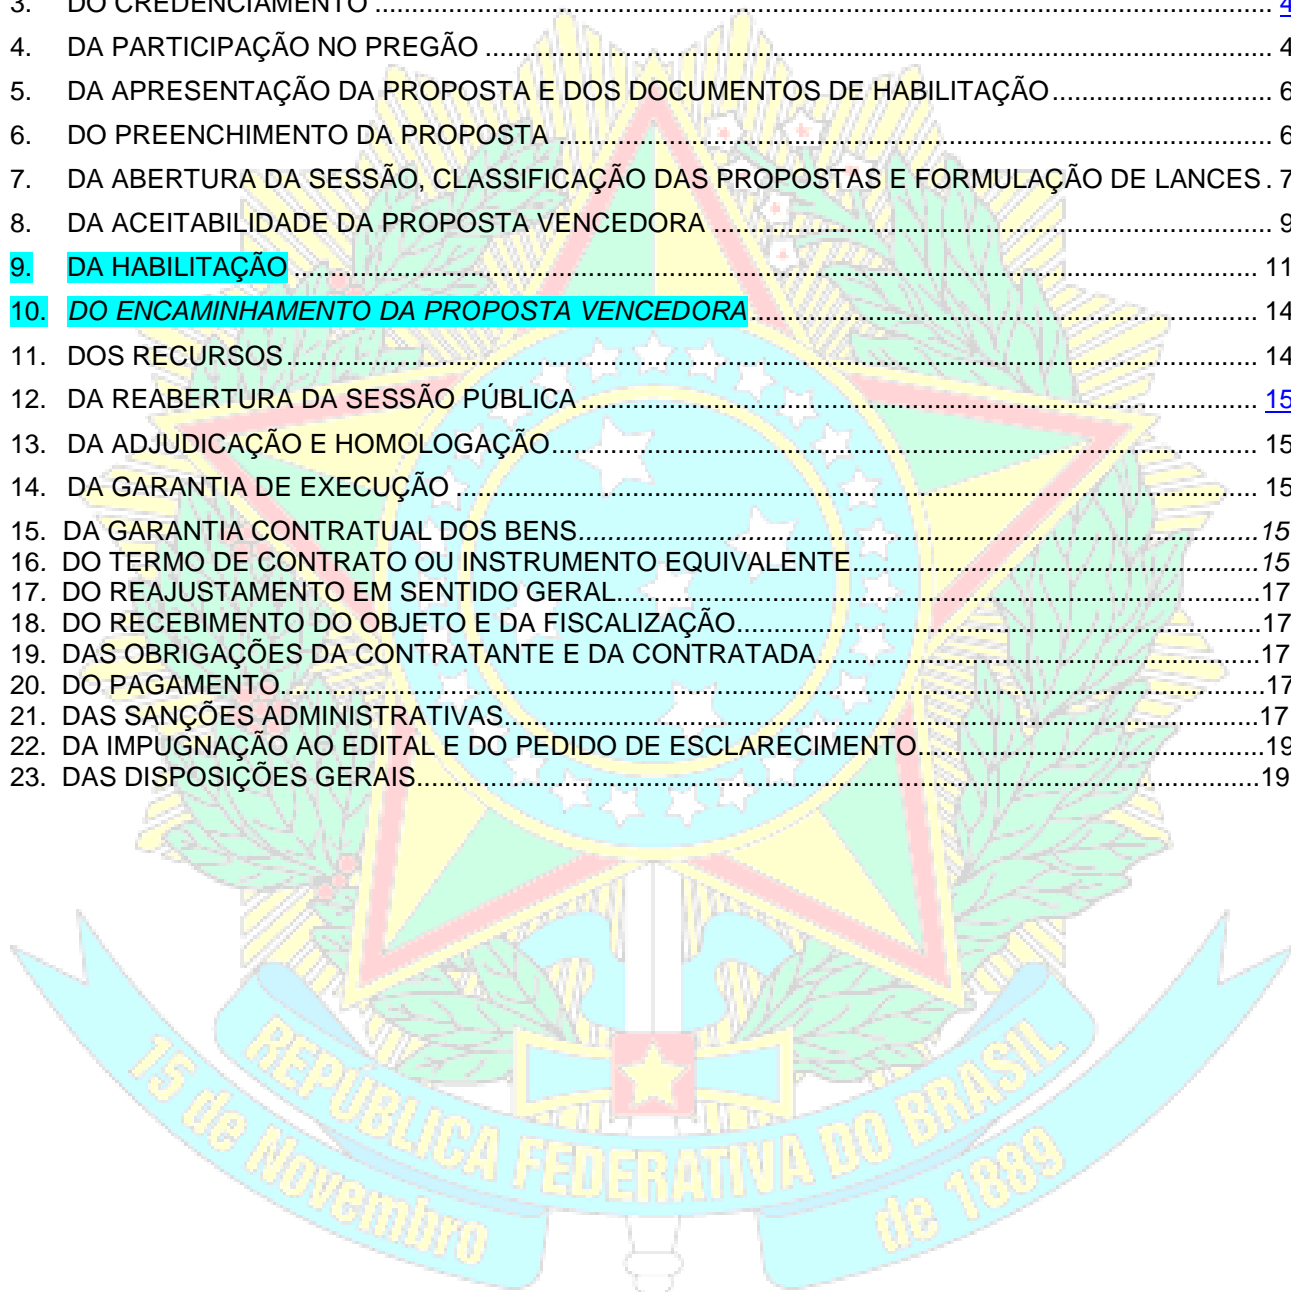 3. DO CREDENCIAMENTO ........................................................................................................................ 4
4. DA PARTICIPAÇÃO NO PREGÃO ......................................................................................................... 4
5. DA APRESENTAÇÃO DA PROPOSTA E DOS DOCUMENTOS DE HABILITAÇÃO ............................. 6
6. DO PREENCHIMENTO DA PROPOSTA ................................................................................................ 6
7. DA ABERTURA DA SESSÃO, CLASSIFICAÇÃO DAS PROPOSTAS E FORMULAÇÃO DE LANCES . 7
8. DA ACEITABILIDADE DA PROPOSTA VENCEDORA ........................................................................... 9
9. DA HABILITAÇÃO ................................................................................................................................ 11
10. DO ENCAMINHAMENTO DA PROPOSTA VENCEDORA .................................................................... 14
11. DOS RECURSOS ................................................................................................................................. 14
12. DA REABERTURA DA SESSÃO PÚBLICA .......................................................................................... 15
13. DA ADJUDICAÇÃO E HOMOLOGAÇÃO .............................................................................................. 15
14. DA GARANTIA DE EXECUÇÃO ........................................................................................................... 15
15. DA GARANTIA CONTRATUAL DOS BENS...........................................................................................15
16. DO TERMO DE CONTRATO OU INSTRUMENTO EQUIVALENTE......................................................15
17. DO REAJUSTAMENTO EM SENTIDO GERAL......................................................................................17
18. DO RECEBIMENTO DO OBJETO E DA FISCALIZAÇÃO......................................................................17
19. DAS OBRIGAÇÕES DA CONTRATANTE E DA CONTRATADA...........................................................17
20. DO PAGAMENTO...................................................................................................................................17
21. DAS SANÇÕES ADMINISTRATIVAS.....................................................................................................17
22. DA IMPUGNAÇÃO AO EDITAL E DO PEDIDO DE ESCLARECIMENTO..............................................19
23. DAS DISPOSIÇÕES GERAIS.................................................................................................................19
REPÚBLICA FEDERATIVA DO BRASIL
15 de Novembro de 1889